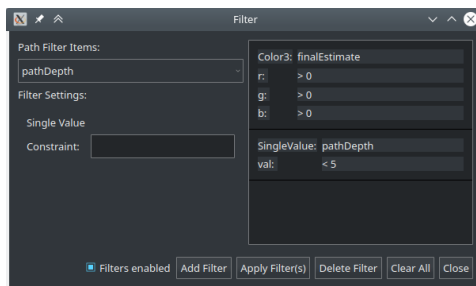 Filter
Path Filter Items:
pathDepth
Filter Settings:
Single Value
Constraint:
Color3: finalEstimate
r: > 0
g: > 0
b: > 0
SingleValue: pathDepth
val: < 5
Filters enabled Add Filter Apply Filter(s) Delete Filter Clear All Close